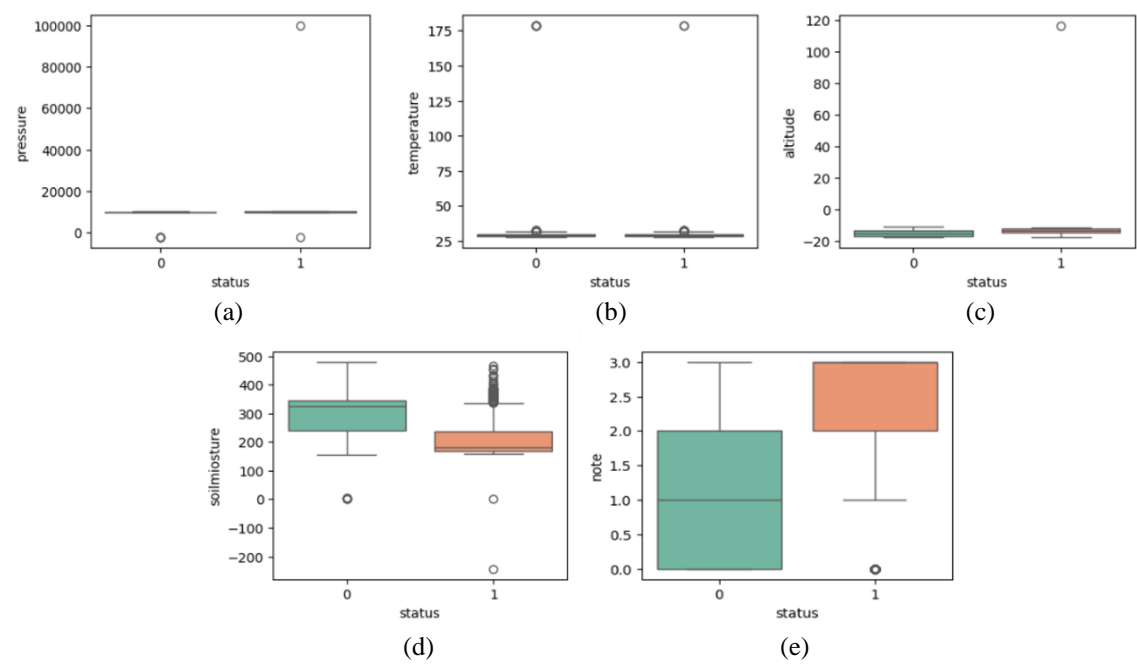 100000
80000
60000
40000
20000
0
pressure
0 1
status
(a)
175
150
125
100
75
50
25
temperature
0 1
status
(b)
120
100
80
60
40
20
0
−20
altitude
0 1
status
(c)
500
400
300
200
100
0
−100
−200
soilmiosture
0 1
status
(d)
3.0
2.5
2.0
1.5
1.0
0.5
0.0
note
0 1
status
(e)